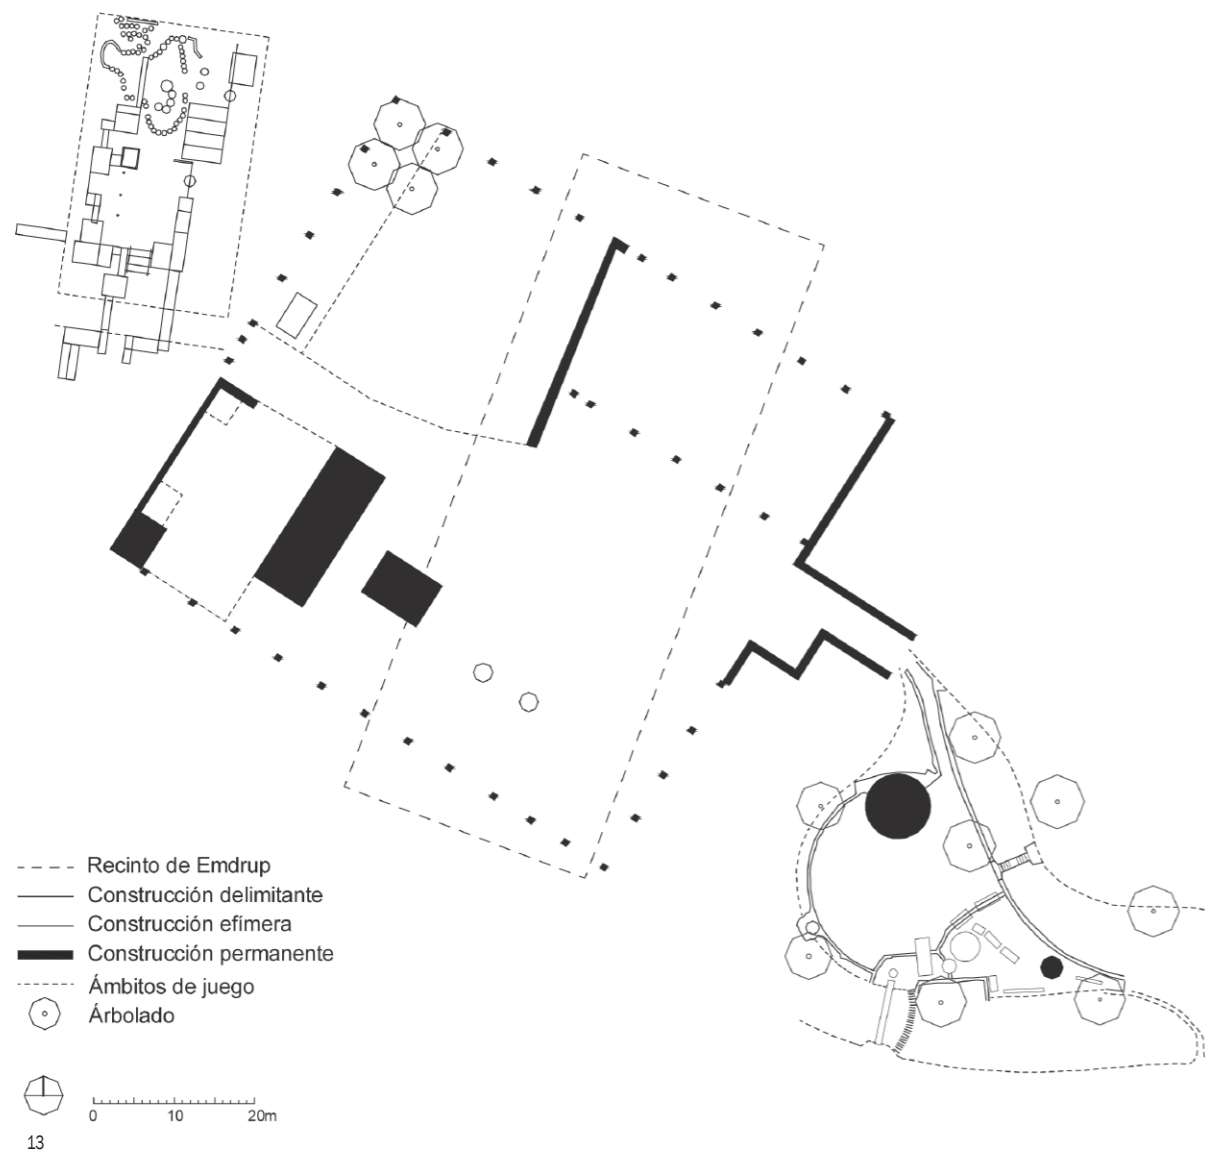 Recinto de Emdrup
Construcción delimitante
Construcción efímera
Construcción permanente
Ámbitos de juego
Árbolado
0 10 20m
13